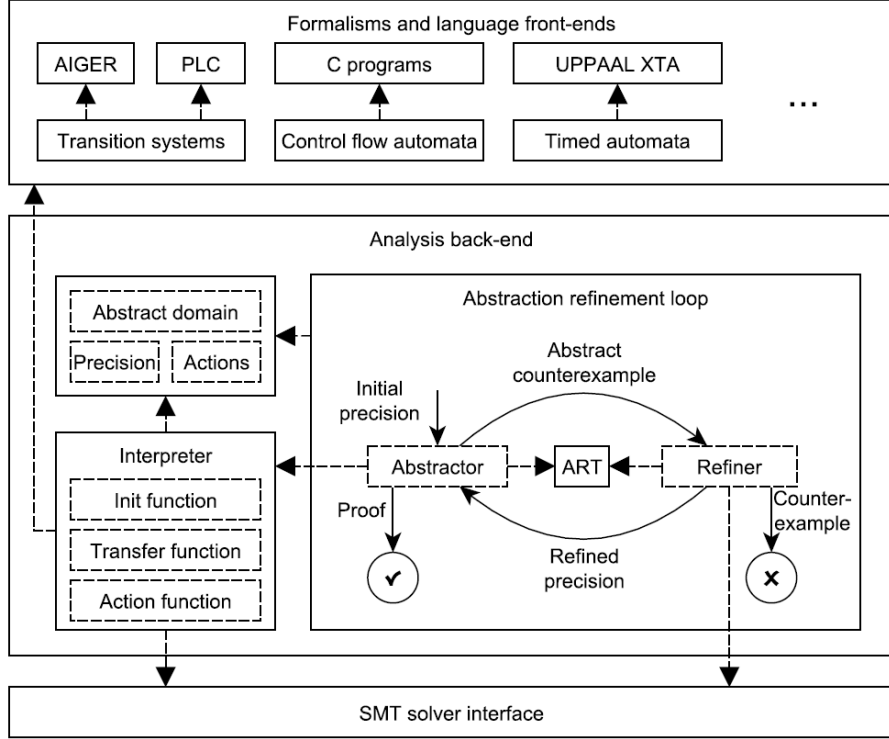 Formalisms and language front-ends
AIGER
PLC
C programs
UPPAAL XTA
...
Transition systems
Control flow automata
Timed automata
Analysis back-end
Abstract domain
Precision
Actions
Interpreter
Init function
Transfer function
Action function
Abstraction refinement loop
Abstract
counterexample
Initial
precision
Abstractor
ART
Refiner
Proof
Counter-
example
Refined
precision
SMT solver interface